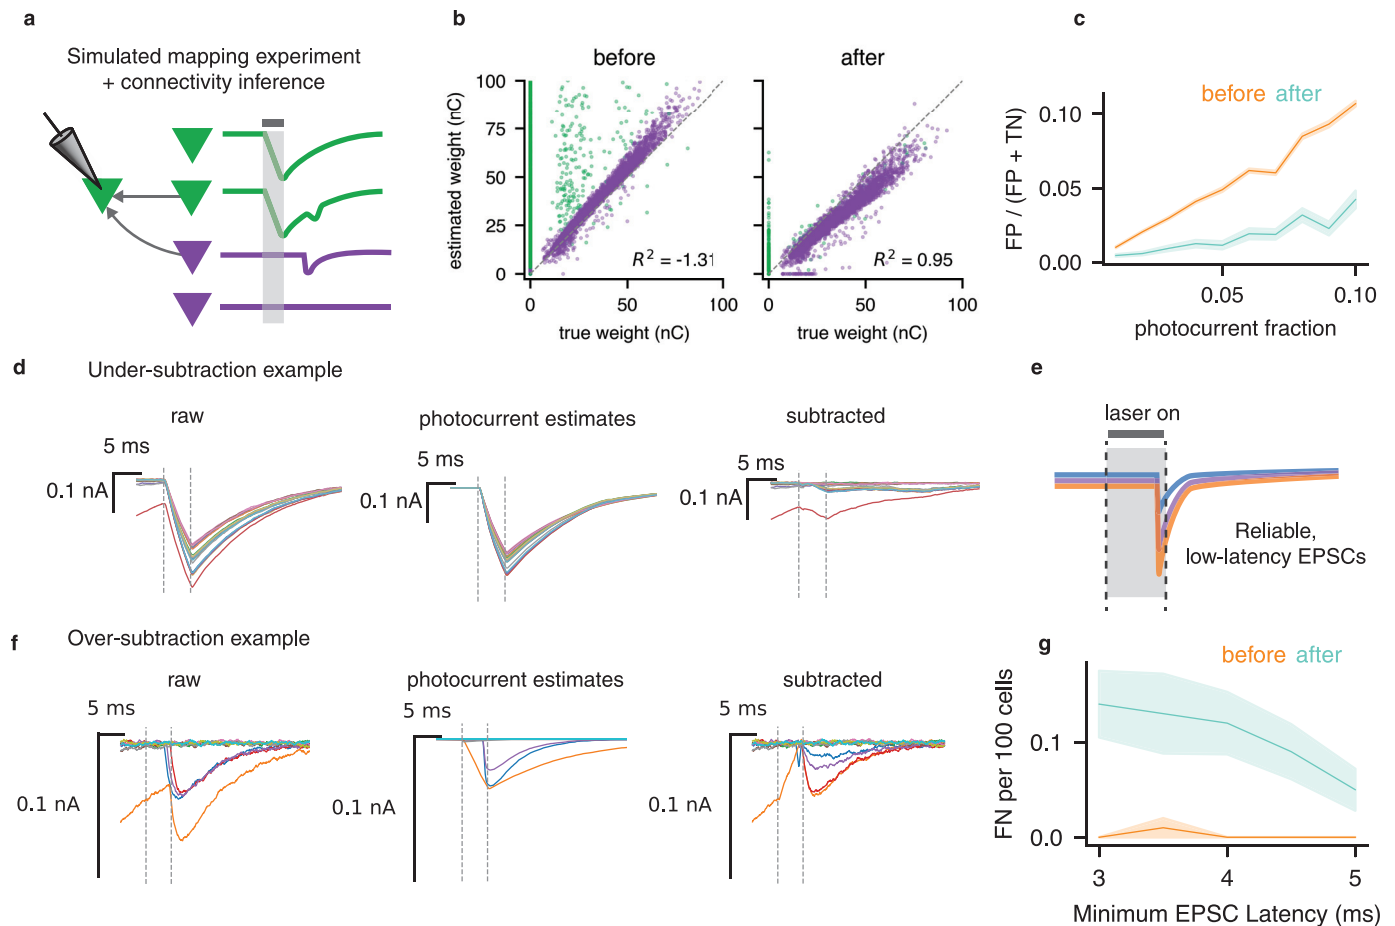 a
Simulated mapping experiment
+ connectivity inference
b
before
after
estimated weight (nC)
100
75
50
25
0
0
50
100
true weight (nC)
R² = -1.31
0
50
100
true weight (nC)
R² = 0.95
c
before after
FP / (FP + TN)
0.10
0.05
0.00
0.05
0.10
photocurrent fraction
d
Under-subtraction example
raw
photocurrent estimates
subtracted
5 ms
0.1 nA
5 ms
0.1 nA
5 ms
0.1 nA
e
laser on
Reliable,
low-latency EPSCs
f
Over-subtraction example
raw
photocurrent estimates
subtracted
5 ms
0.1 nA
5 ms
0.1 nA
5 ms
0.1 nA
g
before after
FN per 100 cells
0.1
0.0
3
4
5
Minimum EPSC Latency (ms)